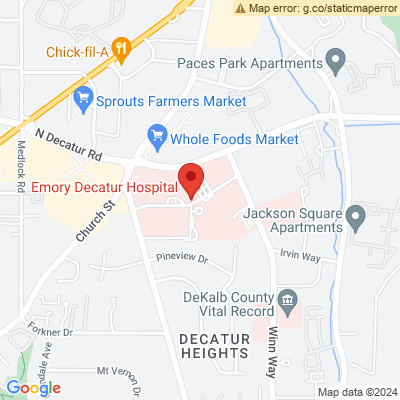 Map error: g.co/staticmaperror
Chick-fil-A
Paces Park Apartments
Sprouts Farmers Market
N Decatur Rd
Whole Foods Market
Medlock Rd
Emory Decatur Hospital
Church St
Jackson Square
Apartments
Pineview Dr
Irvin Way
DeKalb County
Vital Record
Forkner Dr
DECATUR
HEIGHTS
Winn Way
Mt Vernon Dr
dale Ave
Google
Map data ©2024